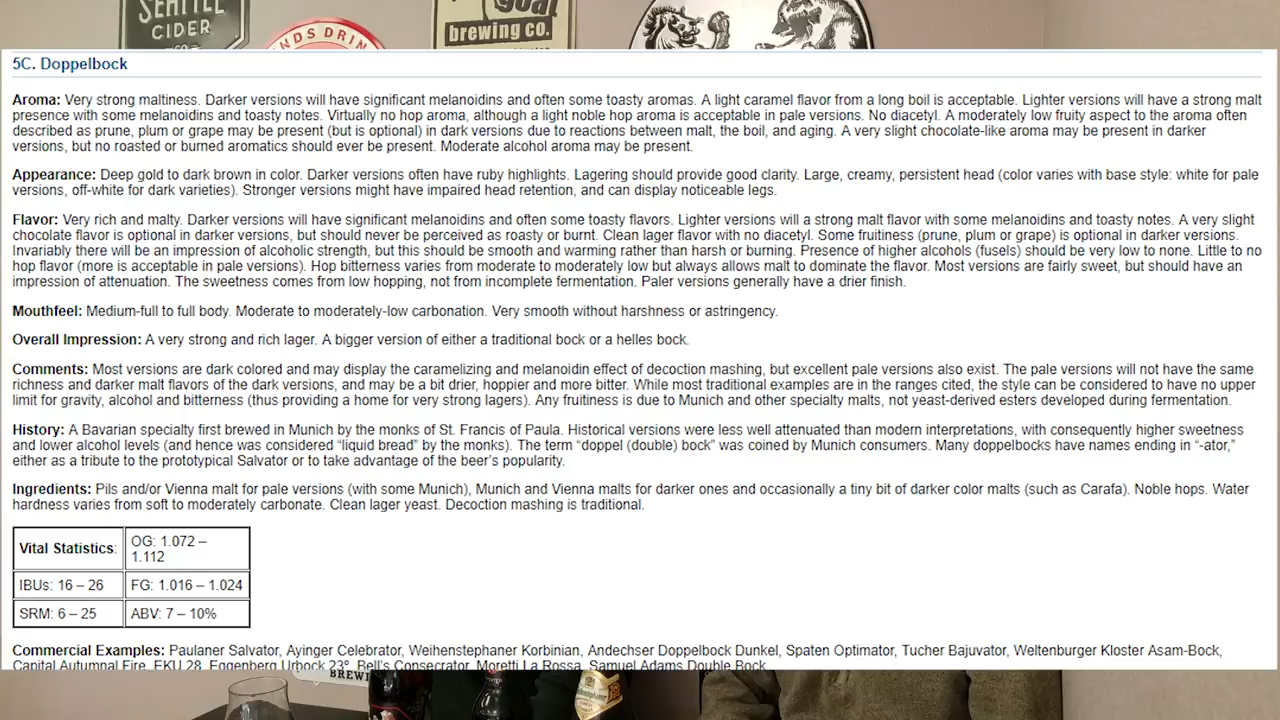 SEATTLE
CIDER
CO
NDS DRIN
goat
brewing co.
5C. Doppelbock
Aroma: Very strong maltiness. Darker versions will have significant melanoidins and often some toasty aromas. A light caramel flavor from a long boil is acceptable. Lighter versions will have a strong malt
presence with some melanoidins and toasty notes. Virtually no hop aroma, although a light noble hop aroma is acceptable in pale versions. No diacetyl. A moderately low fruity aspect to the aroma often
described as prune, plum or grape may be present (but is optional) in dark versions due to reactions between malt, the boil, and aging. A very slight chocolate-like aroma may be present in darker
versions, but no roasted or burned aromatics should ever be present. Moderate alcohol aroma may be present.
Appearance: Deep gold to dark brown in color. Darker versions often have ruby highlights. Lagering should provide good clarity. Large, creamy, persistent head (color varies with base style: white for pale
versions, off-white for dark varieties). Stronger versions might have impaired head retention, and can display noticeable legs.
Flavor: Very rich and malty. Darker versions will have significant melanoidins and often some toasty flavors. Lighter versions will a strong malt flavor with some melanoidins and toasty notes. A very slight
chocolate flavor is optional in darker versions, but should never be perceived as roasty or burnt. Clean lager flavor with no diacetyl. Some fruitiness (prune, plum or grape) is optional in darker versions.
Invariably there will be an impression of alcoholic strength, but this should be smooth and warming rather than harsh or burning. Presence of higher alcohols (fusels) should be very low to none. Little to no
hop flavor (more is acceptable in pale versions). Hop bitterness varies from moderate to moderately low but always allows malt to dominate the flavor. Most versions are fairly sweet, but should have an
impression of attenuation. The sweetness comes from low hopping, not from incomplete fermentation. Paler versions generally have a drier finish.
Mouthfeel: Medium-full to full body. Moderate to moderately-low carbonation. Very smooth without harshness or astringency.
Overall Impression: A very strong and rich lager. A bigger version of either a traditional bock or a helles bock.
Comments: Most versions are dark colored and may display the caramelizing and melanoidin effect of decoction mashing, but excellent pale versions also exist. The pale versions will not have the same
richness and darker malt flavors of the dark versions, and may be a bit drier, hoppier and more bitter. While most traditional examples are in the ranges cited, the style can be considered to have no upper
limit for gravity, alcohol and bitterness (thus providing a home for very strong lagers). Any fruitiness is due to Munich and other specialty malts, not yeast-derived esters developed during fermentation.
History: A Bavarian specialty first brewed in Munich by the monks of St. Francis of Paula. Historical versions were less well attenuated than modern interpretations, with consequently higher sweetness
and lower alcohol levels (and hence was considered “liquid bread” by the monks). The term “doppel (double) bock” was coined by Munich consumers. Many doppelbocks have names ending in “-ator,”
either as a tribute to the prototypical Salvator or to take advantage of the beer’s popularity.
Ingredients: Pils and/or Vienna malt for pale versions (with some Munich), Munich and Vienna malts for darker ones and occasionally a tiny bit of darker color malts (such as Carafa). Noble hops. Water
hardness varies from soft to moderately carbonate. Clean lager yeast. Decoction mashing is traditional.
Vital Statistics: OG: 1.072 –
1.112
IBUs: 16 – 26 FG: 1.016 – 1.024
SRM: 6 – 25 ABV: 7 – 10%
Commercial Examples: Paulaner Salvator, Ayinger Celebrator, Weihenstephaner Korbinian, Andechser Doppelbock Dunkel, Spaten Optimator, Tucher Bajuvator, Weltenburger Kloster Asam-Bock,
Capital Autumnal Fire, EKU 28, Eggenberg Urbock 23º, Bell’s Consecrator, Moretti La Rossa, Samuel Adams Double Bock
BREWI